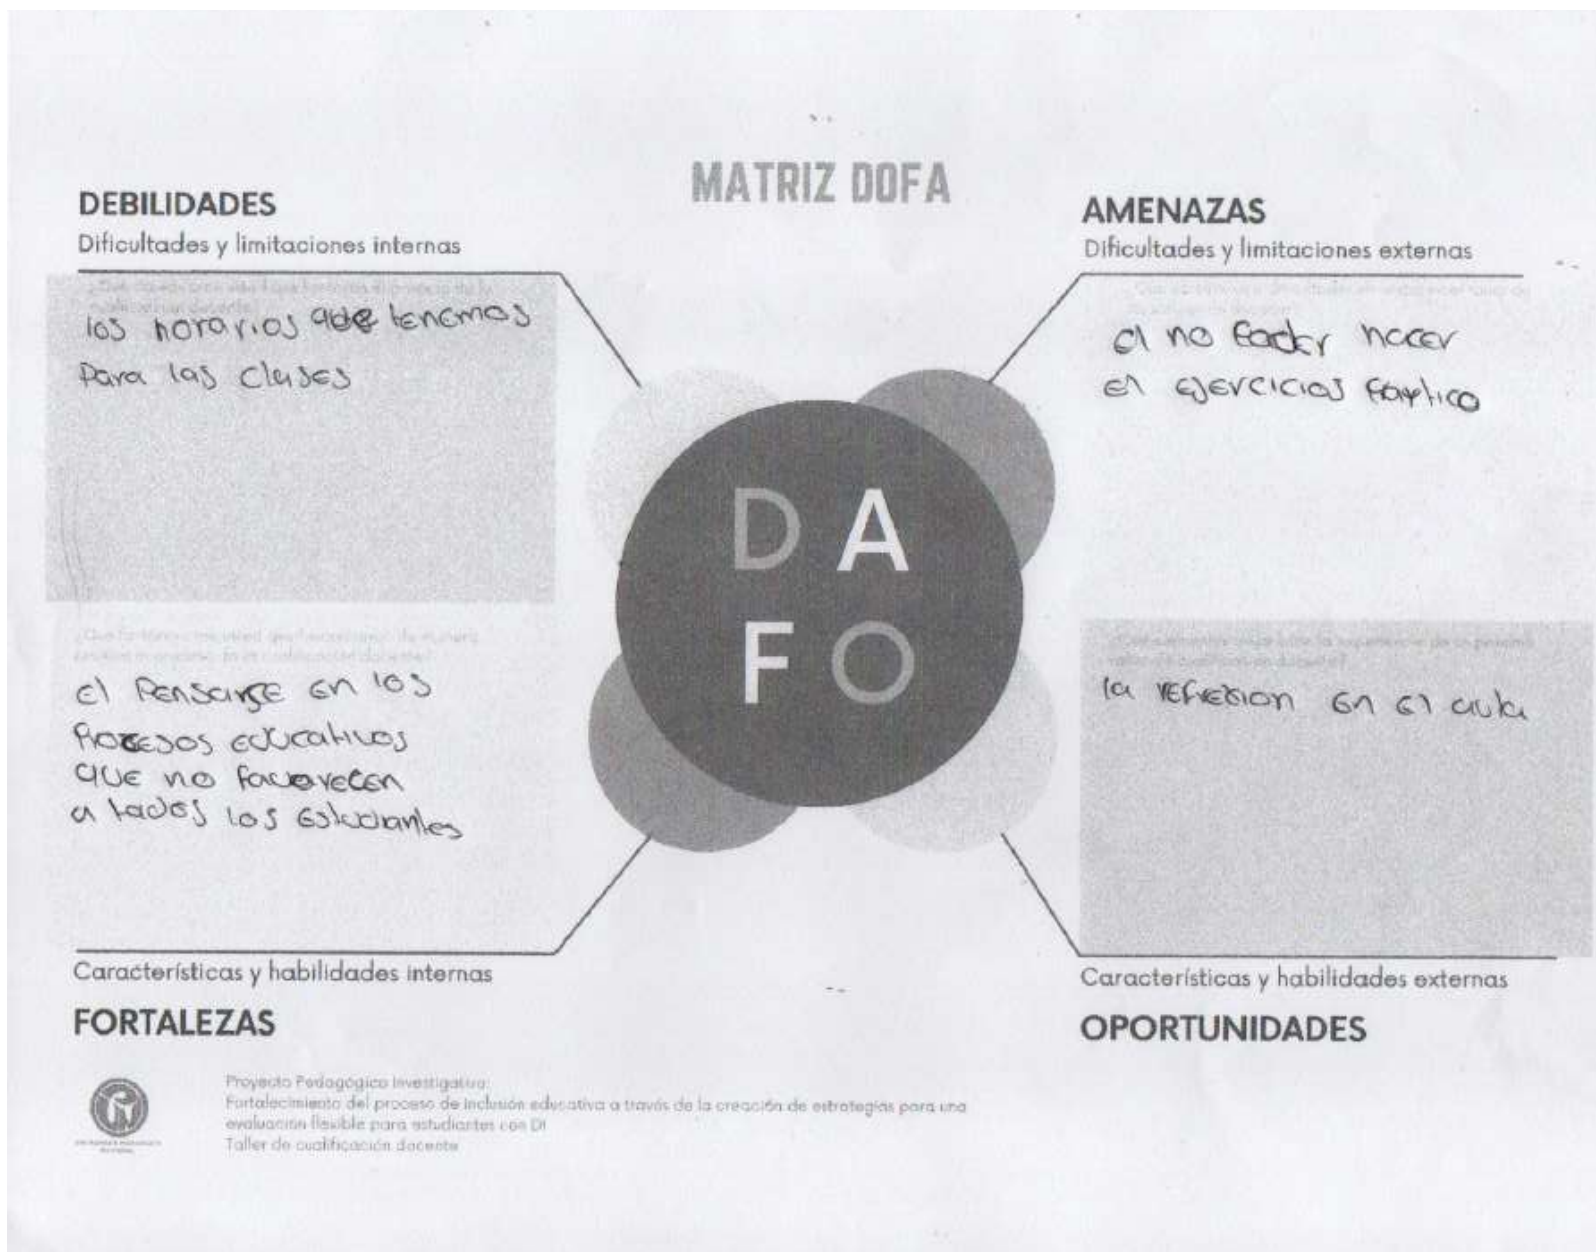 MATRIZ DOFA
DEBILIDADES
Dificultades y limitaciones internas
los horarios que tenemos
Para las clases
AMENAZAS
Dificultades y limitaciones externas
el no hacer
en ejercicios
D A
F O
el Pensarse en los
Procesos educativos
que no favorecen
a todos los Estudiantes
la en el aula
Características y habilidades internas
FORTALEZAS
Características y habilidades externas
OPORTUNIDADES
Proyecto Pedagógico Investigativo:
Fortalecimiento del proceso de inclusión educativa a través de la creación de estrategias para una
evaluación flexible para estudiantes con DI
Taller de cualificación docente